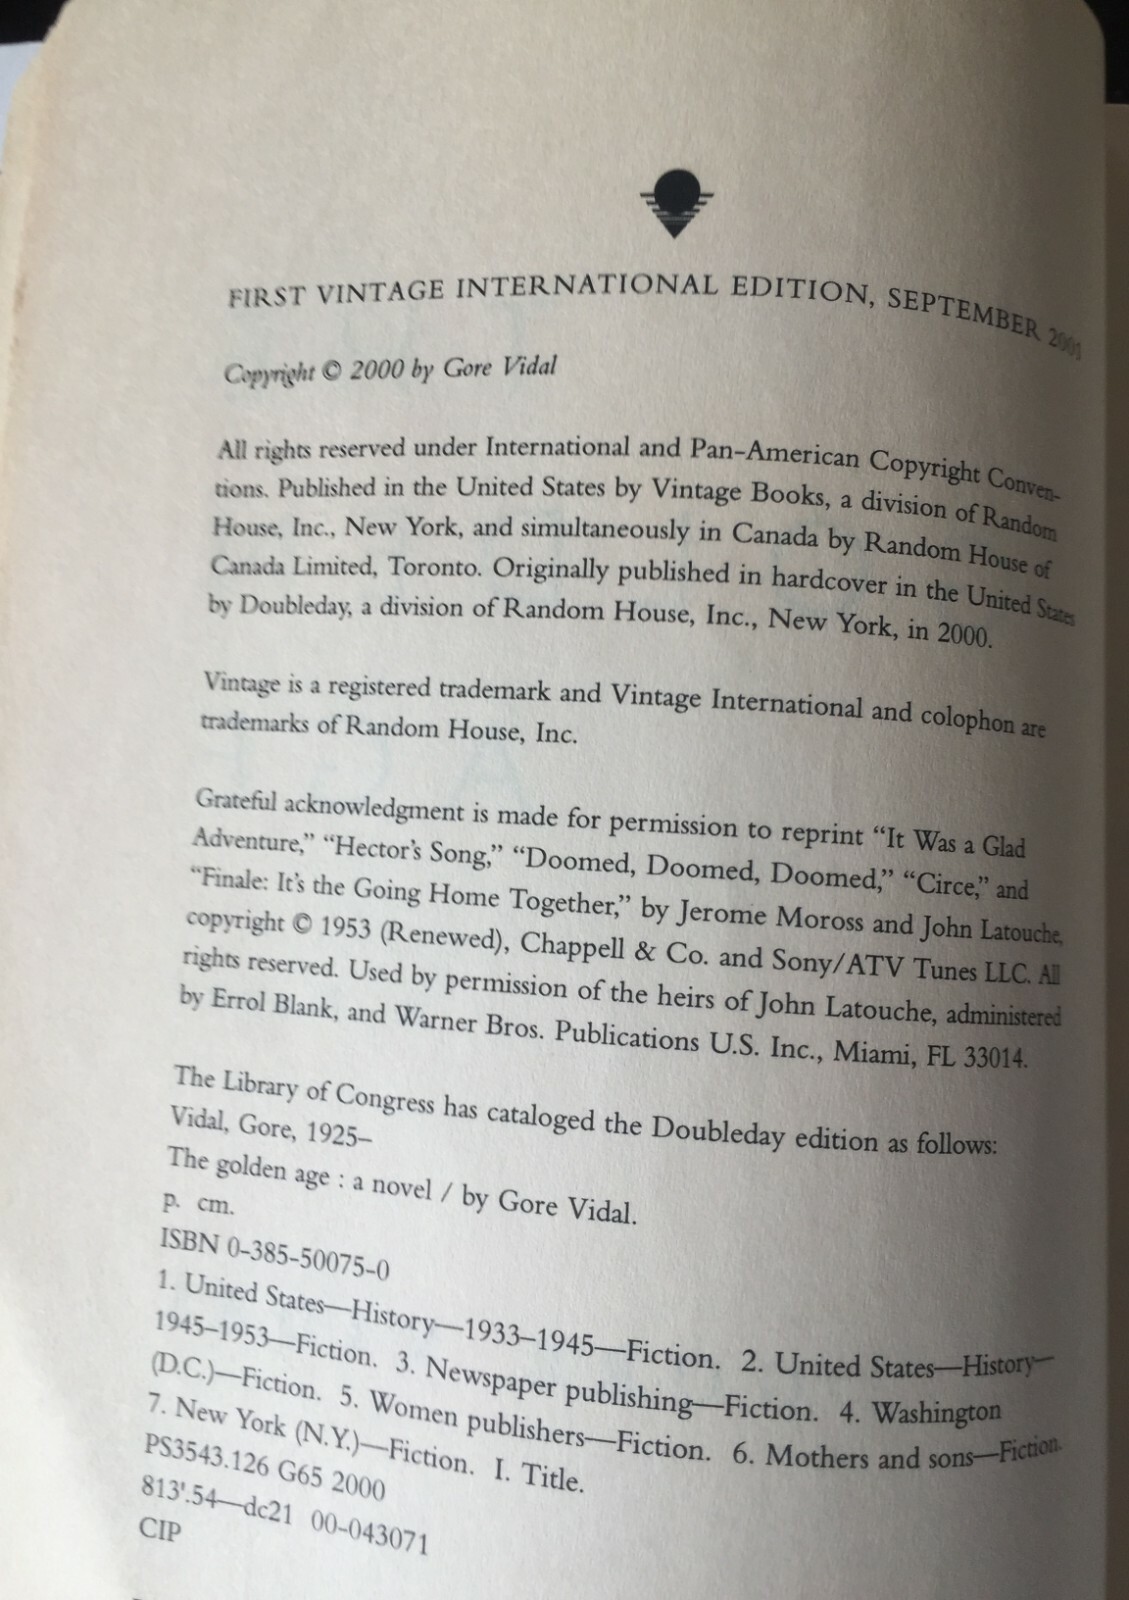 FIRST VINTAGE INTERNATIONAL EDITION, SEPTEMBER 2001
Copyright © 2000 by Gore Vidal
All rights reserved under International and Pan-American Copyright Conven-
tions. Published in the United States by Vintage Books, a division of Random
House, Inc., New York, and simultaneously in Canada by Random House of
Canada Limited, Toronto. Originally published in hardcover in the United States
by Doubleday, a division of Random House, Inc., New York, in 2000.
Vintage is a registered trademark and Vintage International and colophon are
trademarks of Random House, Inc.
Grateful acknowledgment is made for permission to reprint “It Was a Glad
Adventure,” “Hector's Song,” “Doomed, Doomed, Doomed,” “Circe,” and
“Finale: It's the Going Home Together,” by Jerome Moross and John Latouche,
copyright © 1953 (Renewed), Chappell & Co. and Sony/ATV Tunes LLC. All
rights reserved. Used by permission of the heirs of John Latouche, administered
by Errol Blank, and Warner Bros. Publications U.S. Inc., Miami, FL 33014.
The Library of Congress has cataloged the Doubleday edition as follows:
Vidal, Gore, 1925–
The golden age : a novel / by Gore Vidal.
p. cm.
ISBN 0-385-50075-0
1. United States—History—1933–1945—Fiction. 2. United States—History—
1945–1953—Fiction. 3. Newspaper publishing—Fiction. 4. Washington
(D.C.)—Fiction. 5. Women publishers—Fiction. 6. Mothers and sons—Fiction.
7. New York (N.Y.)—Fiction. I. Title.
PS3543.126 G65 2000
813'.54—dc21 00-043071
CIP